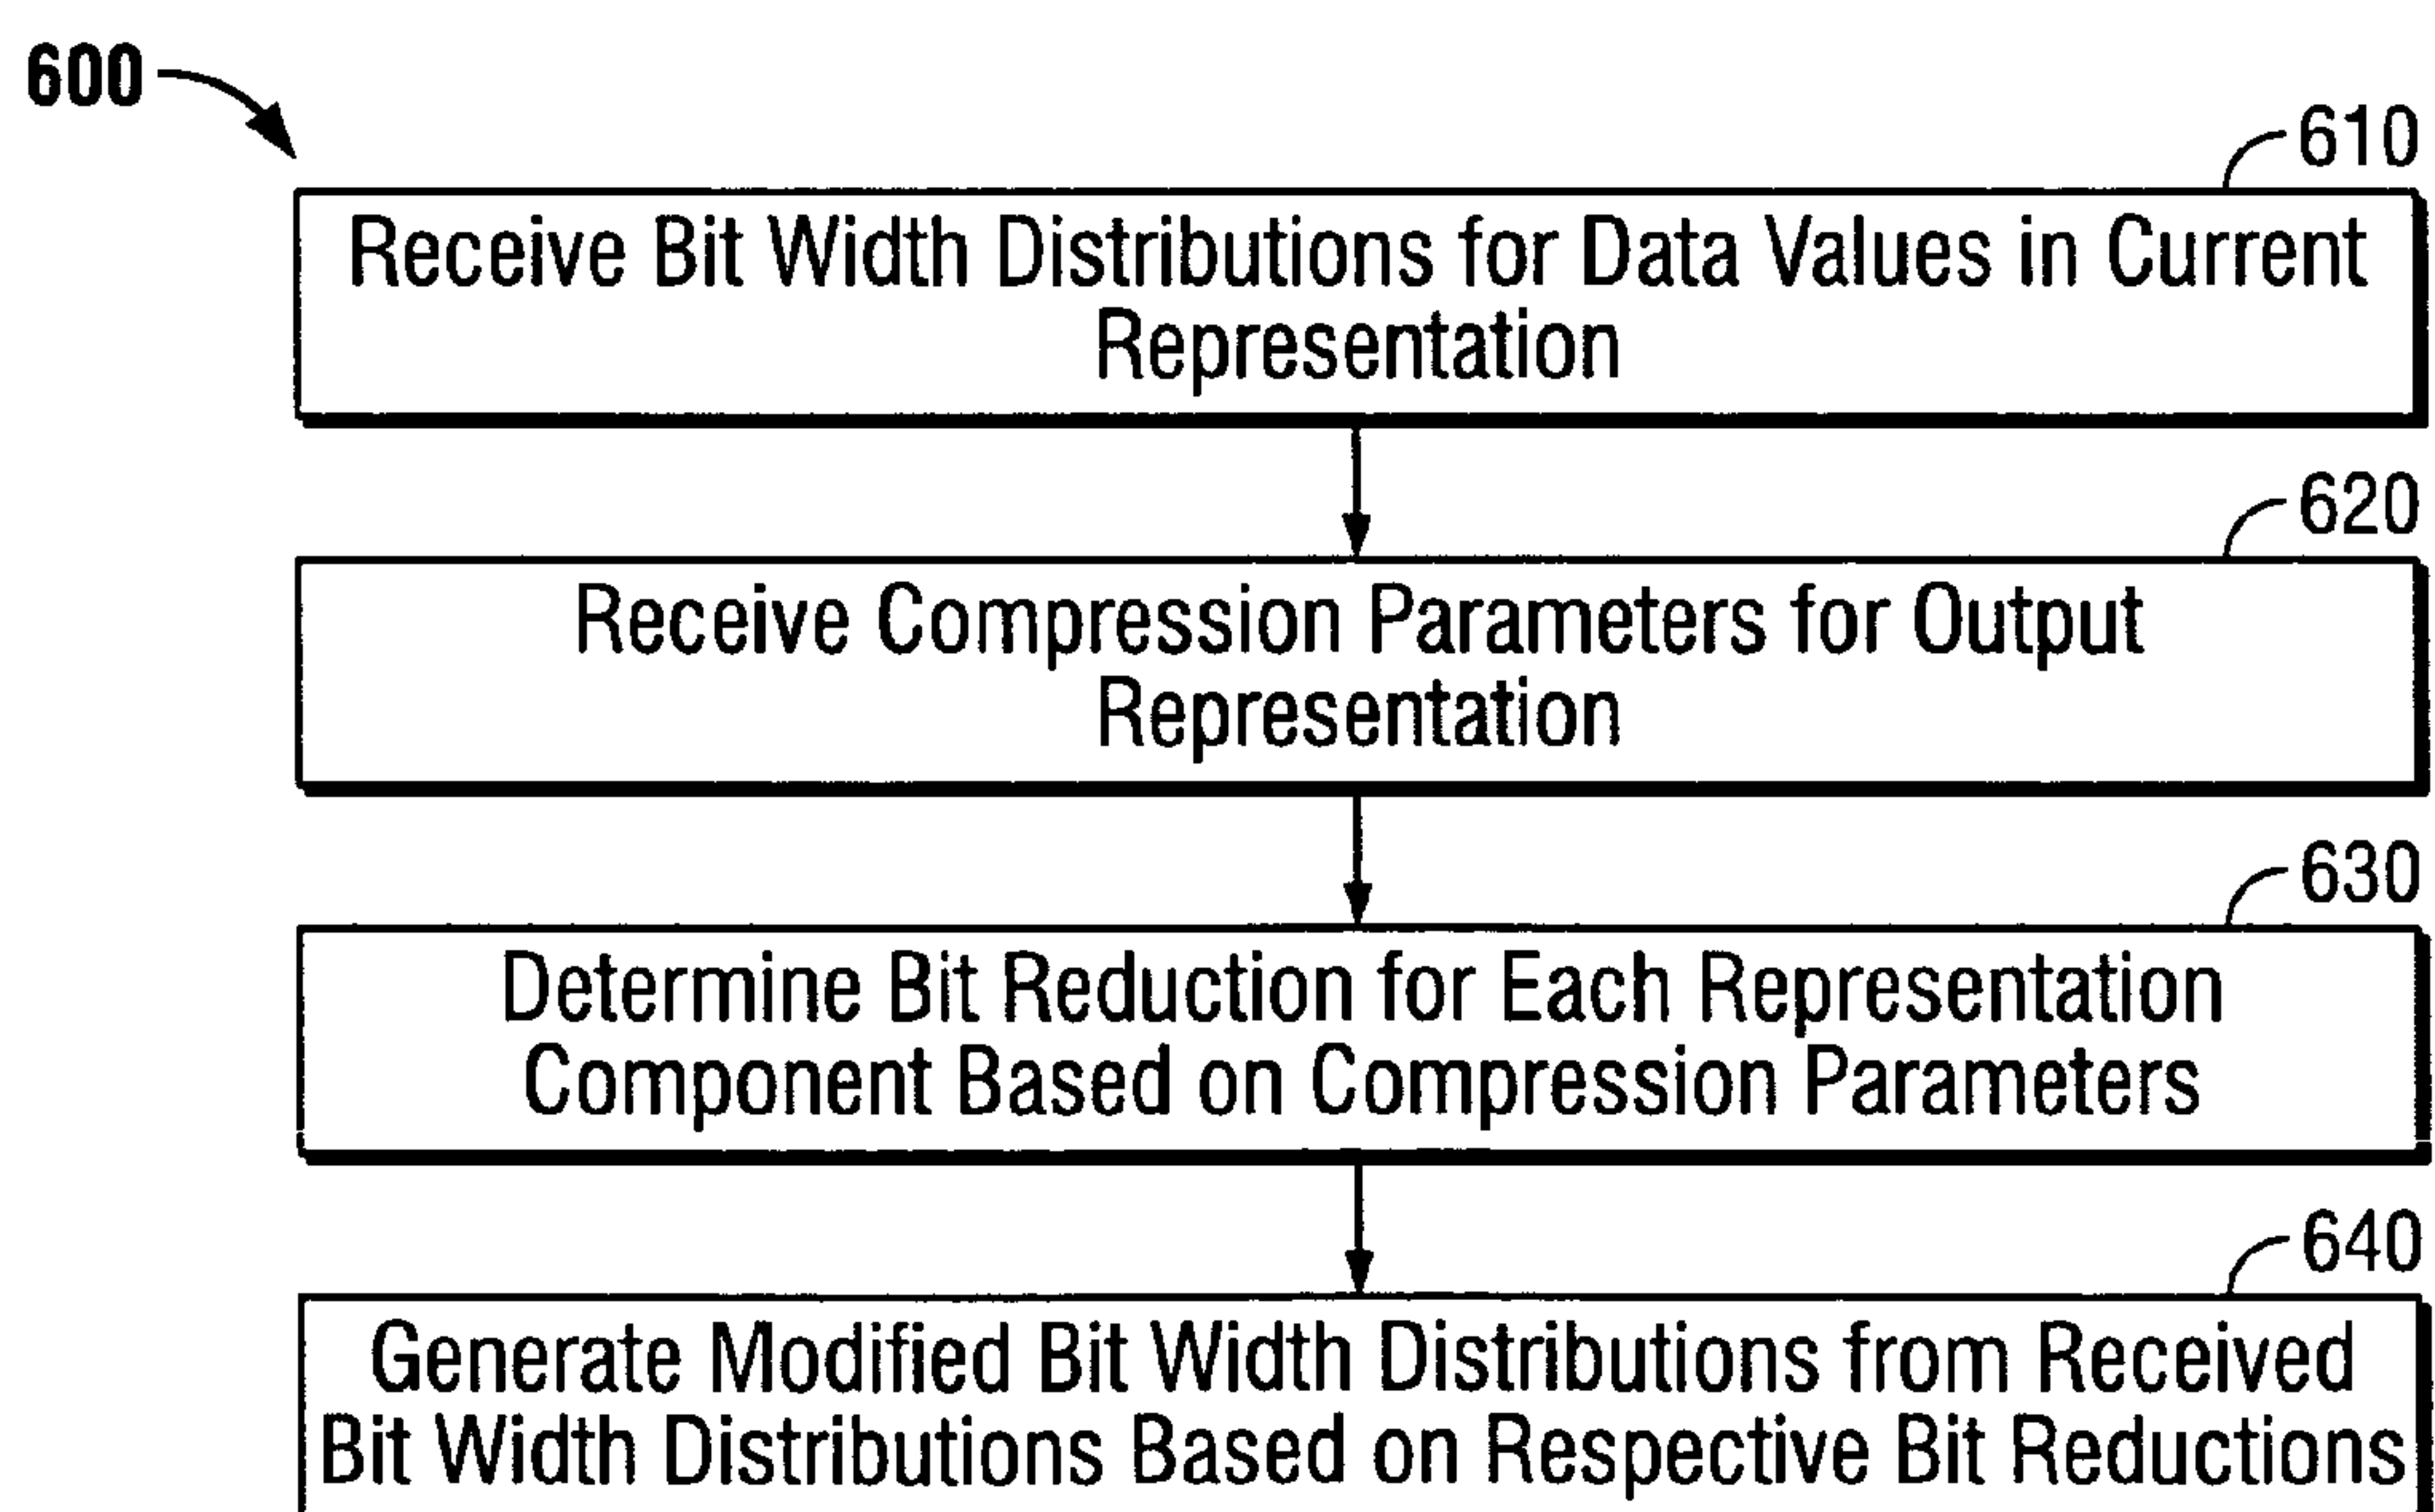 600
610
Receive Bit Width Distributions for Data Values in Current
Representation
620
Receive Compression Parameters for Output
Representation
630
Determine Bit Reduction for Each Representation
Component Based on Compression Parameters
640
Generate Modified Bit Width Distributions from Received
Bit Width Distributions Based on Respective Bit Reductions